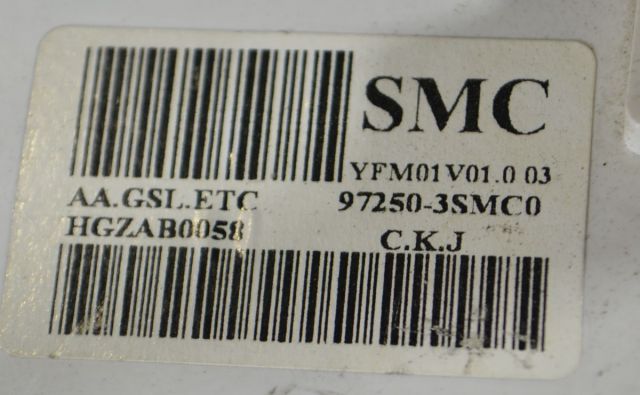 SMC
YFM01V01.0 03
AA.GSL.ETC 97250-3SMC0
HGZAB0058 C.K.J